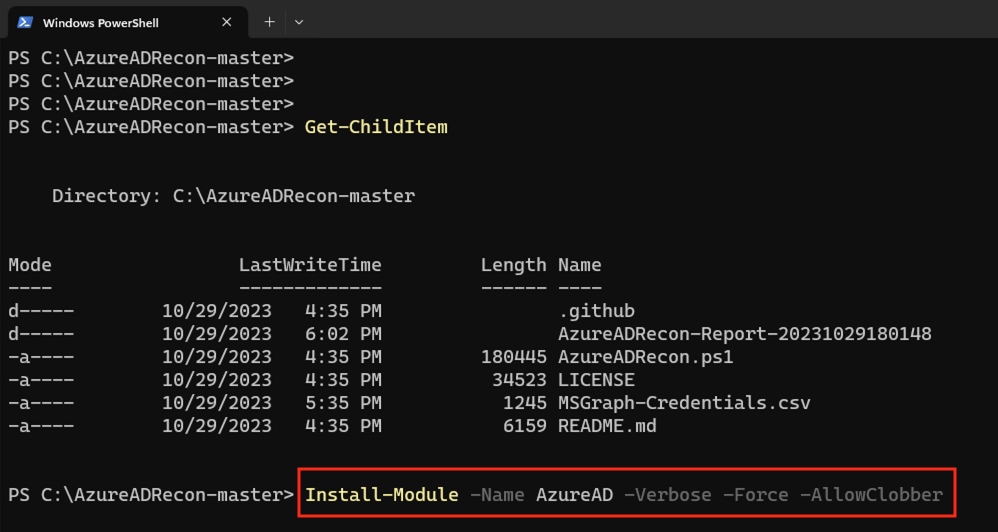 Windows PowerShell
PS C:\AzureADRecon-master>
PS C:\AzureADRecon-master>
PS C:\AzureADRecon-master>
PS C:\AzureADRecon-master> Get-ChildItem
Directory: C:\AzureADRecon-master
Mode LastWriteTime Length Name
---- ------------- ------ ----
d----- 10/29/2023 4:35 PM .github
d----- 10/29/2023 6:02 PM AzureADRecon-Report-20231029180148
-a---- 10/29/2023 4:35 PM 180445 AzureADRecon.ps1
-a---- 10/29/2023 4:35 PM 34523 LICENSE
-a---- 10/29/2023 5:35 PM 1245 MSGraph-Credentials.csv
-a---- 10/29/2023 4:35 PM 6159 README.md
PS C:\AzureADRecon-master> Install-Module -Name AzureAD -Verbose -Force -AllowClobber